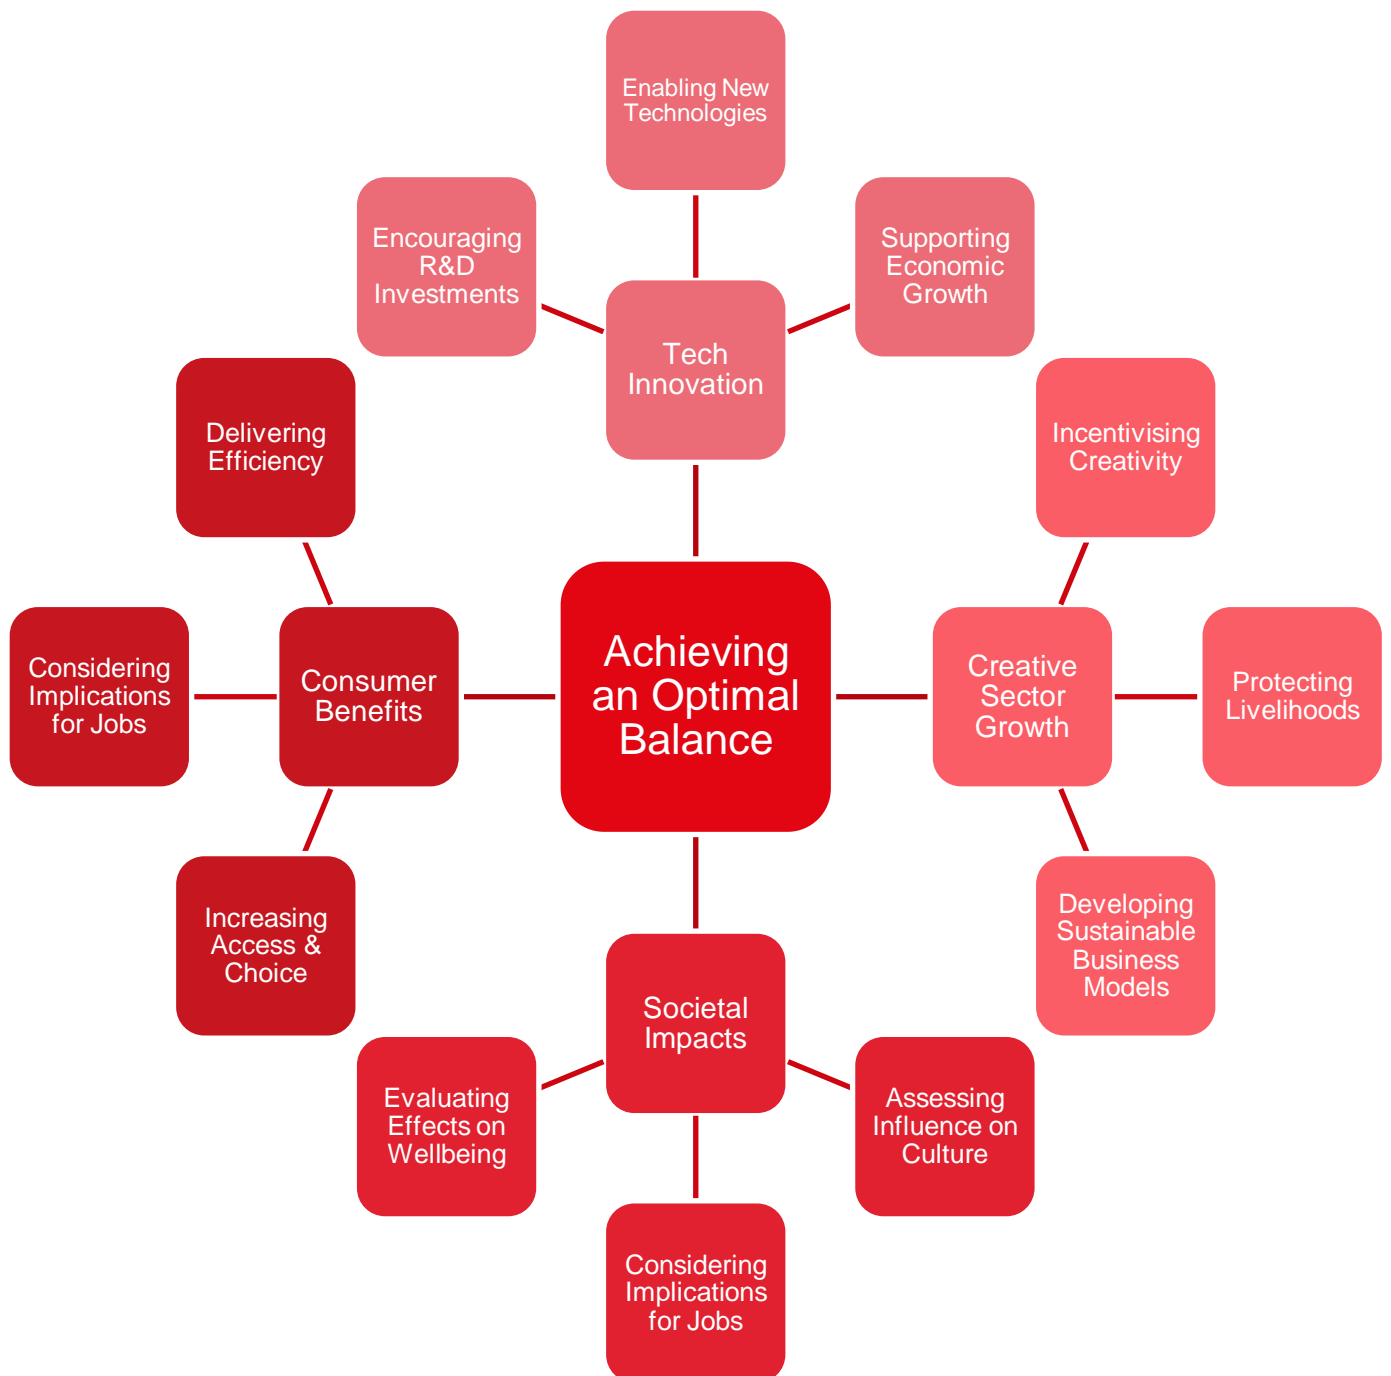 Enabling New
Technologies
Encouraging
R&D
Investments
Supporting
Economic
Growth
Tech
Innovation
Delivering
Efficiency
Incentivising
Creativity
Considering
Implications
for Jobs
Consumer
Benefits
Achieving
an Optimal
Balance
Creative
Sector
Growth
Protecting
Livelihoods
Increasing
Access &
Choice
Developing
Sustainable
Business
Models
Societal
Impacts
Evaluating
Effects on
Wellbeing
Assessing
Influence on
Culture
Considering
Implications
for Jobs